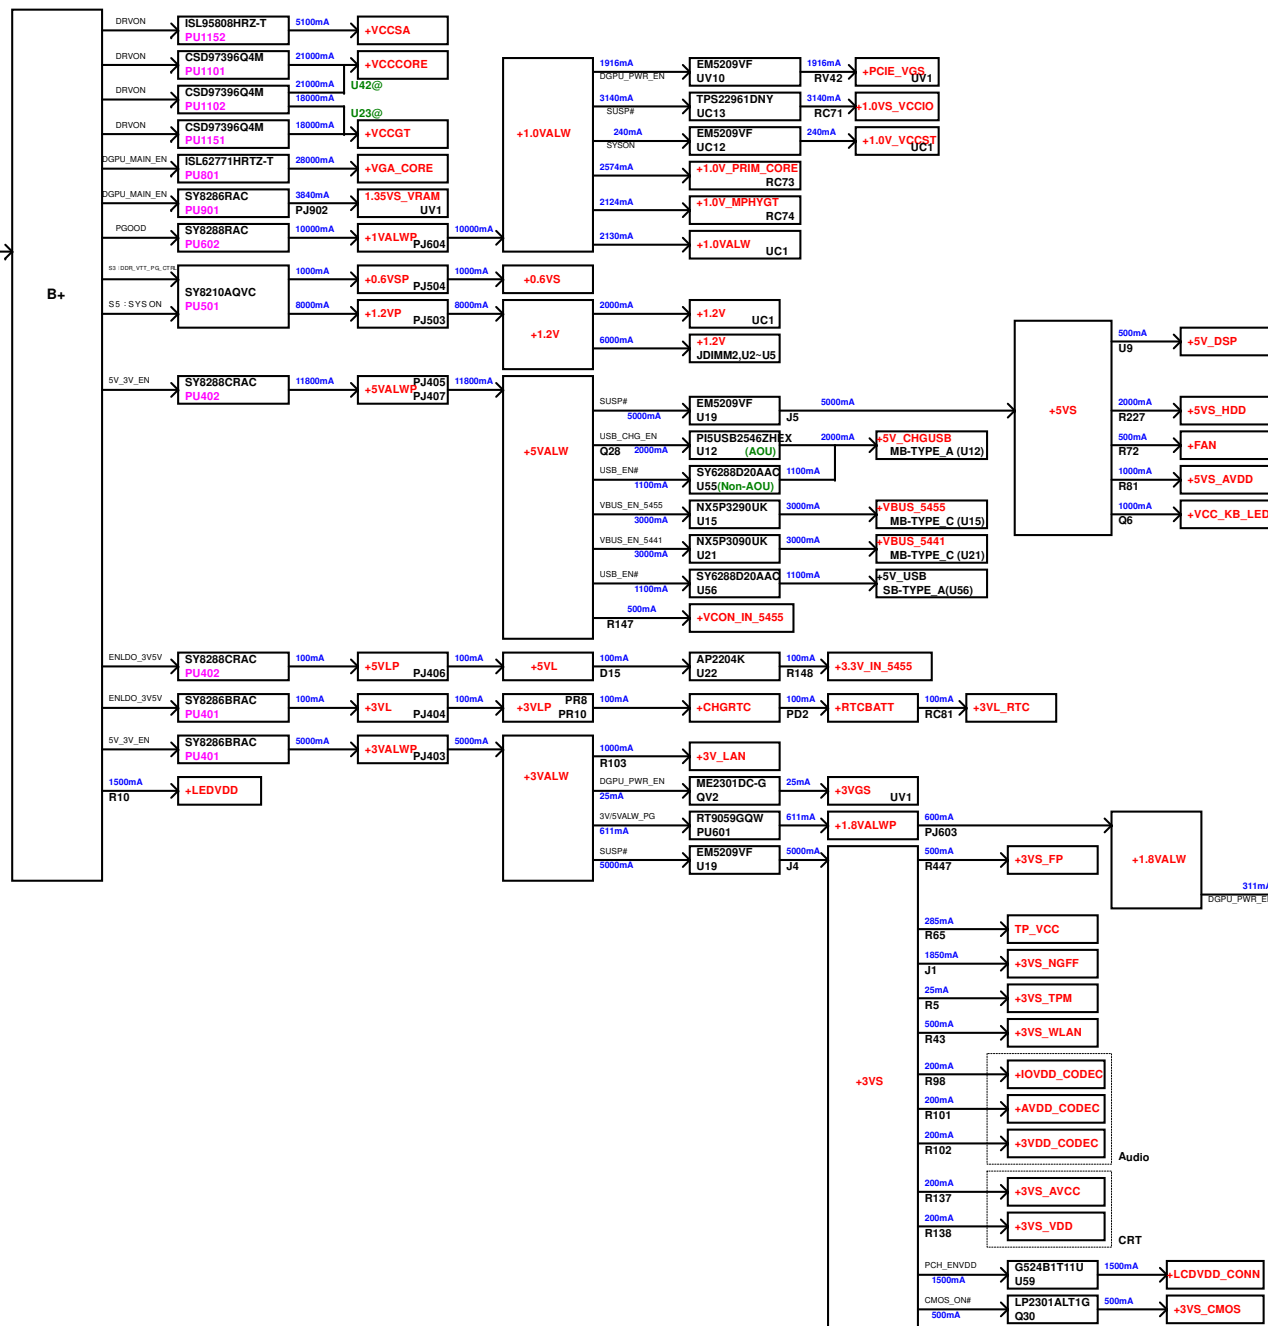 B+
DRVON
ISL95808HRZ-T
PU1152
5100mA
+VCCSA
DRVON
CSD97396Q4M
PU1101
21000mA
+VCCCORE
DRVON
CSD97396Q4M
PU1102
21000mA
18000mA
U42@
U23@
DRVON
CSD97396Q4M
PU1151
18000mA
+VCCGT
DGPU_MAIN_EN
ISL62771HRTZ-T
PU801
28000mA
+VGA_CORE
DGPU_MAIN_EN
SY8286RAC
PU901
3840mA
PJ902
1.35VS_VRAM
UV1
PGOOD
SY8288RAC
PU602
10000mA
+1VALWP
PJ604
10000mA
+1.0VALW
1916mA
DGPU_PWR_EN
EM5209VF
UV10
1916mA
RV42
+PCIE_VGS
UV1
3140mA
SUSP#
TPS22961DNY
UC13
3140mA
RC71
+1.0VS_VCCIO
240mA
SYSON
EM5209VF
UC12
240mA
+1.0V_VCCST
UC1
2574mA
+1.0V_PRIM_CORE
RC73
2124mA
+1.0V_MPHYGT
RC74
2130mA
+1.0VALW
UC1
S3 : DDR_VTT_PG_CTRL
S5 : SYSON
SY8210AQVC
PU501
1000mA
+0.6VSP
PJ504
1000mA
+0.6VS
8000mA
+1.2VP
PJ503
8000mA
+1.2V
2000mA
+1.2V
UC1
6000mA
+1.2V
JDIMM2,U2~U5
5V_3V_EN
SY8288CRAC
PU402
11800mA
+5VALWP
PJ405
PJ407
11800mA
+5VALW
SUSP#
5000mA
EM5209VF
U19
J5
5000mA
+5VS
500mA
U9
+5V_DSP
2000mA
R227
+5VS_HDD
500mA
R72
+FAN
1000mA
R81
+5VS_AVDD
1000mA
Q6
+VCC_KB_LED
USB_CHG_EN
Q28
2000mA
PI5USB2546ZHEX
U12 (AOU)
2000mA
+5V_CHGUSB
MB-TYPE_A (U12)
USB_EN#
1100mA
SY6288D20AAC
U55(Non-AOU)
1100mA
VBUS_EN_5455
3000mA
NX5P3290UK
U15
3000mA
+VBUS_5455
MB-TYPE_C (U15)
VBUS_EN_5441
3000mA
NX5P3090UK
U21
3000mA
+VBUS_5441
MB-TYPE_C (U21)
USB_EN#
1100mA
SY6288D20AAC
U56
1100mA
+5V_USB
SB-TYPE_A(U56)
500mA
R147
+VCON_IN_5455
ENLDO_3V5V
SY8288CRAC
PU402
100mA
+5VLP
PJ406
100mA
+5VL
100mA
D15
AP2204K
U22
100mA
R148
+3.3V_IN_5455
ENLDO_3V5V
SY8286BRAC
PU401
100mA
+3VL
PJ404
100mA
+3VLP
PR8
PR10
100mA
+CHGRTC
100mA
PD2
+RTCBATT
100mA
RC81
+3VL_RTC
5V_3V_EN
SY8286BRAC
PU401
5000mA
+3VALWP
PJ403
5000mA
+3VALW
1500mA
R10
+LEDVDD
1000mA
R103
+3V_LAN
DGPU_PWR_EN
25mA
ME2301DC-G
QV2
25mA
+3VGS
UV1
3V/5VALW_PG
611mA
RT9059GQW
PU601
611mA
+1.8VALWP
600mA
PJ603
+1.8VALW
311mA
SUSP#
5000mA
EM5209VF
U19
5000mA
J4
+3VS
500mA
R447
+3VS_FP
285mA
R65
TP_VCC
1850mA
J1
+3VS_NGFF
25mA
R5
+3VS_TPM
500mA
R43
+3VS_WLAN
200mA
R98
+IOVDD_CODEC
200mA
R101
+AVDD_CODEC
200mA
R102
+3VDD_CODEC
Audio
200mA
R137
+3VS_AVCC
200mA
R138
+3VS_VDD
CRT
PCH_ENVDD
1500mA
G524B1T11U
U59
1500mA
+LCDVDD_CONN
CMOS_ON#
500mA
LP2301ALT1G
Q30
500mA
+3VS_CMOS